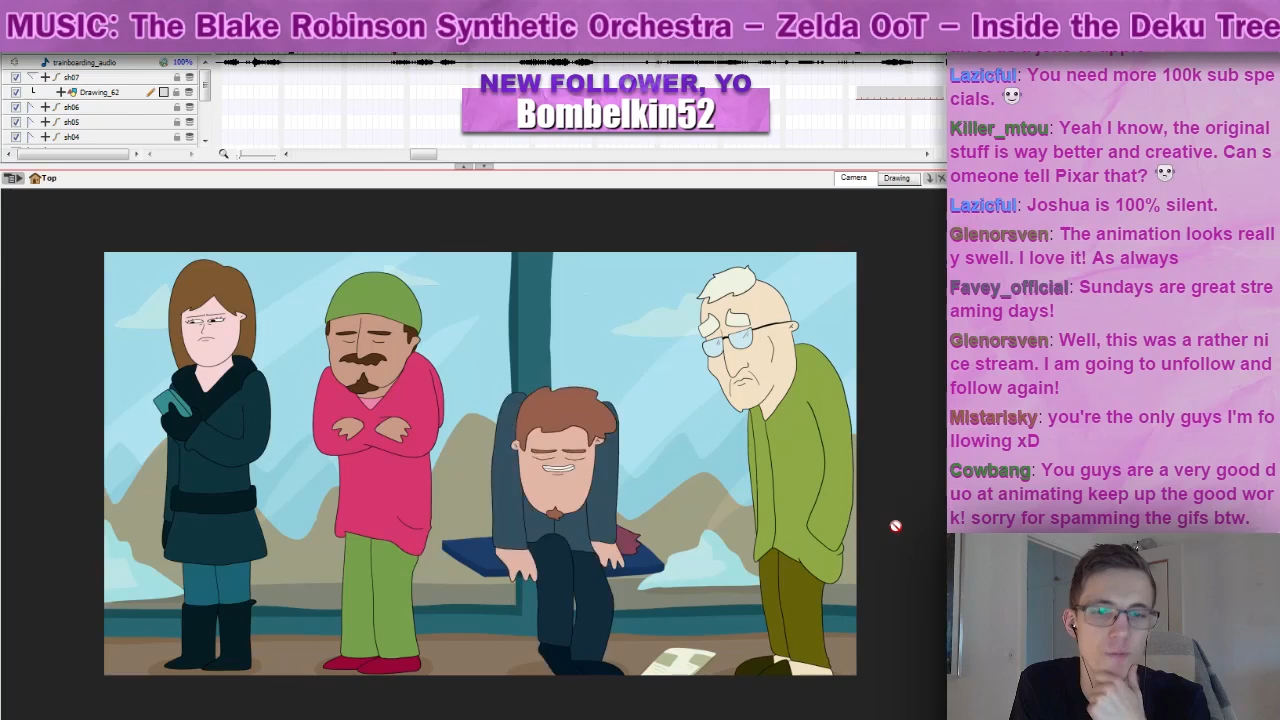 MUSIC: The Blake Robinson Synthetic Orchestra – Zelda OoT – Inside the Deku Tree
trainboarding_audio 100%
sh07
Drawing_62
sh06
sh05
sh04
NEW FOLLOWER, YO
Bombelkin52
Top
Camera Drawing
Lazicful: You need more 100k sub spe
cials.
Killer_mtou: Yeah I know, the original
stuff is way better and creative. Can s
omeone tell Pixar that?
Lazicful: Joshua is 100% silent.
Glenorsven: The animation looks reall
y swell. I love it! As always
Favey_official: Sundays are great stre
aming days!
Glenorsven: Well, this was a rather ni
ce stream. I am going to unfollow and
follow again!
Mistarisky: you're the only guys I'm fo
llowing xD
Cowbang: You guys are a very good d
uo at animating keep up the good wor
k! sorry for spamming the gifs btw.